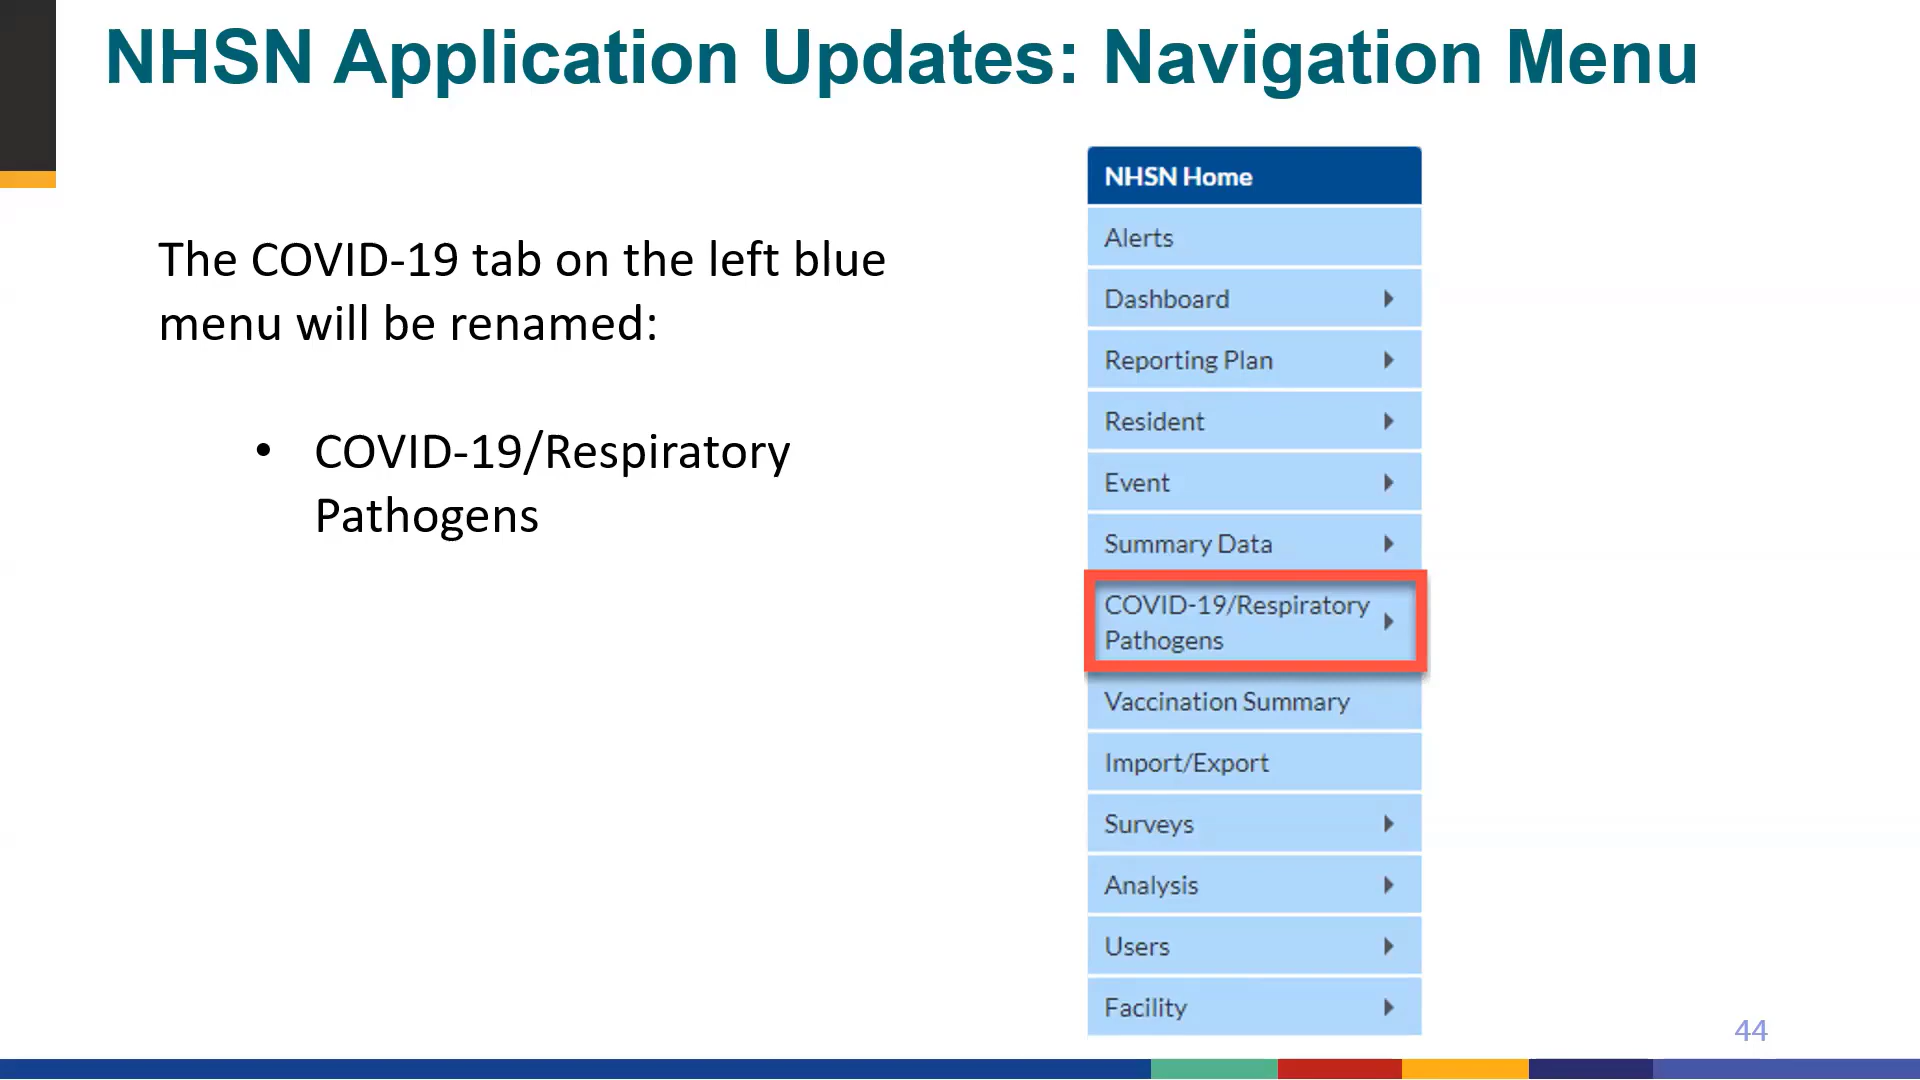 NHSN Application Updates: Navigation Menu
The COVID-19 tab on the left blue
menu will be renamed:
• COVID-19/Respiratory
Pathogens
NHSN Home
Alerts
Dashboard
Reporting Plan
Resident
Event
Summary Data
COVID-19/Respiratory
Pathogens
Vaccination Summary
Import/Export
Surveys
Analysis
Users
Facility
44